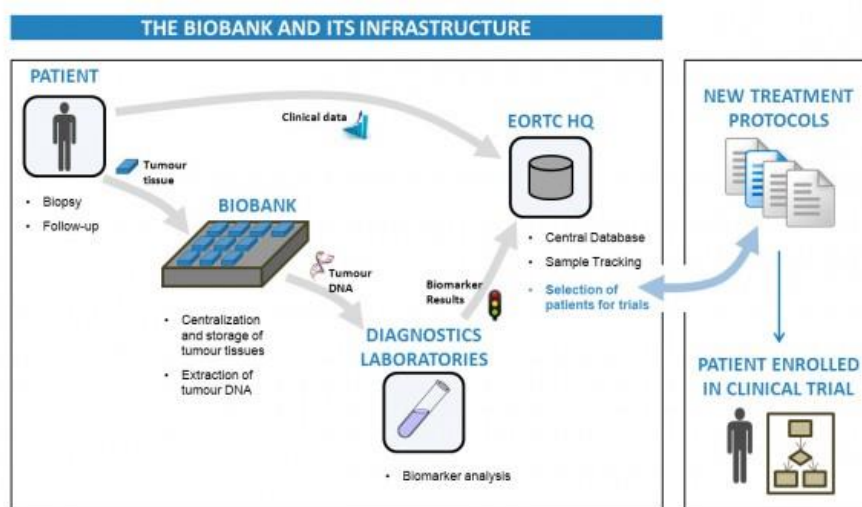 THE BIOBANK AND ITS INFRASTRUCTURE
PATIENT
Clinical data
Tumour
tissue
• Biopsy
• Follow-up
BIOBANK
• Centralization
and storage of
tumour tissues
• Extraction of
tumour DNA
Tumour
DNA
DIAGNOSTICS
LABORATORIES
• Biomarker analysis
Biomarker
Results
EORTC HQ
• Central Database
• Sample Tracking
• Selection of
patients for trials
NEW TREATMENT
PROTOCOLS
PATIENT ENROLLED
IN CLINICAL TRIAL